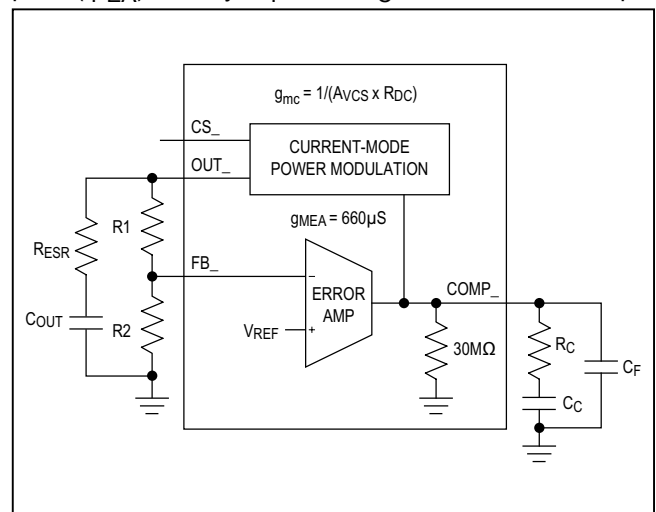 gmc = 1/(AVCS x RDC)
CS_
CURRENT-MODE
POWER MODULATION
OUT_
gMEA = 660µS
R1
RESR
FB_
COUT
R2
ERROR
AMP
VREF
COMP_
30MΩ
RC
CF
CC